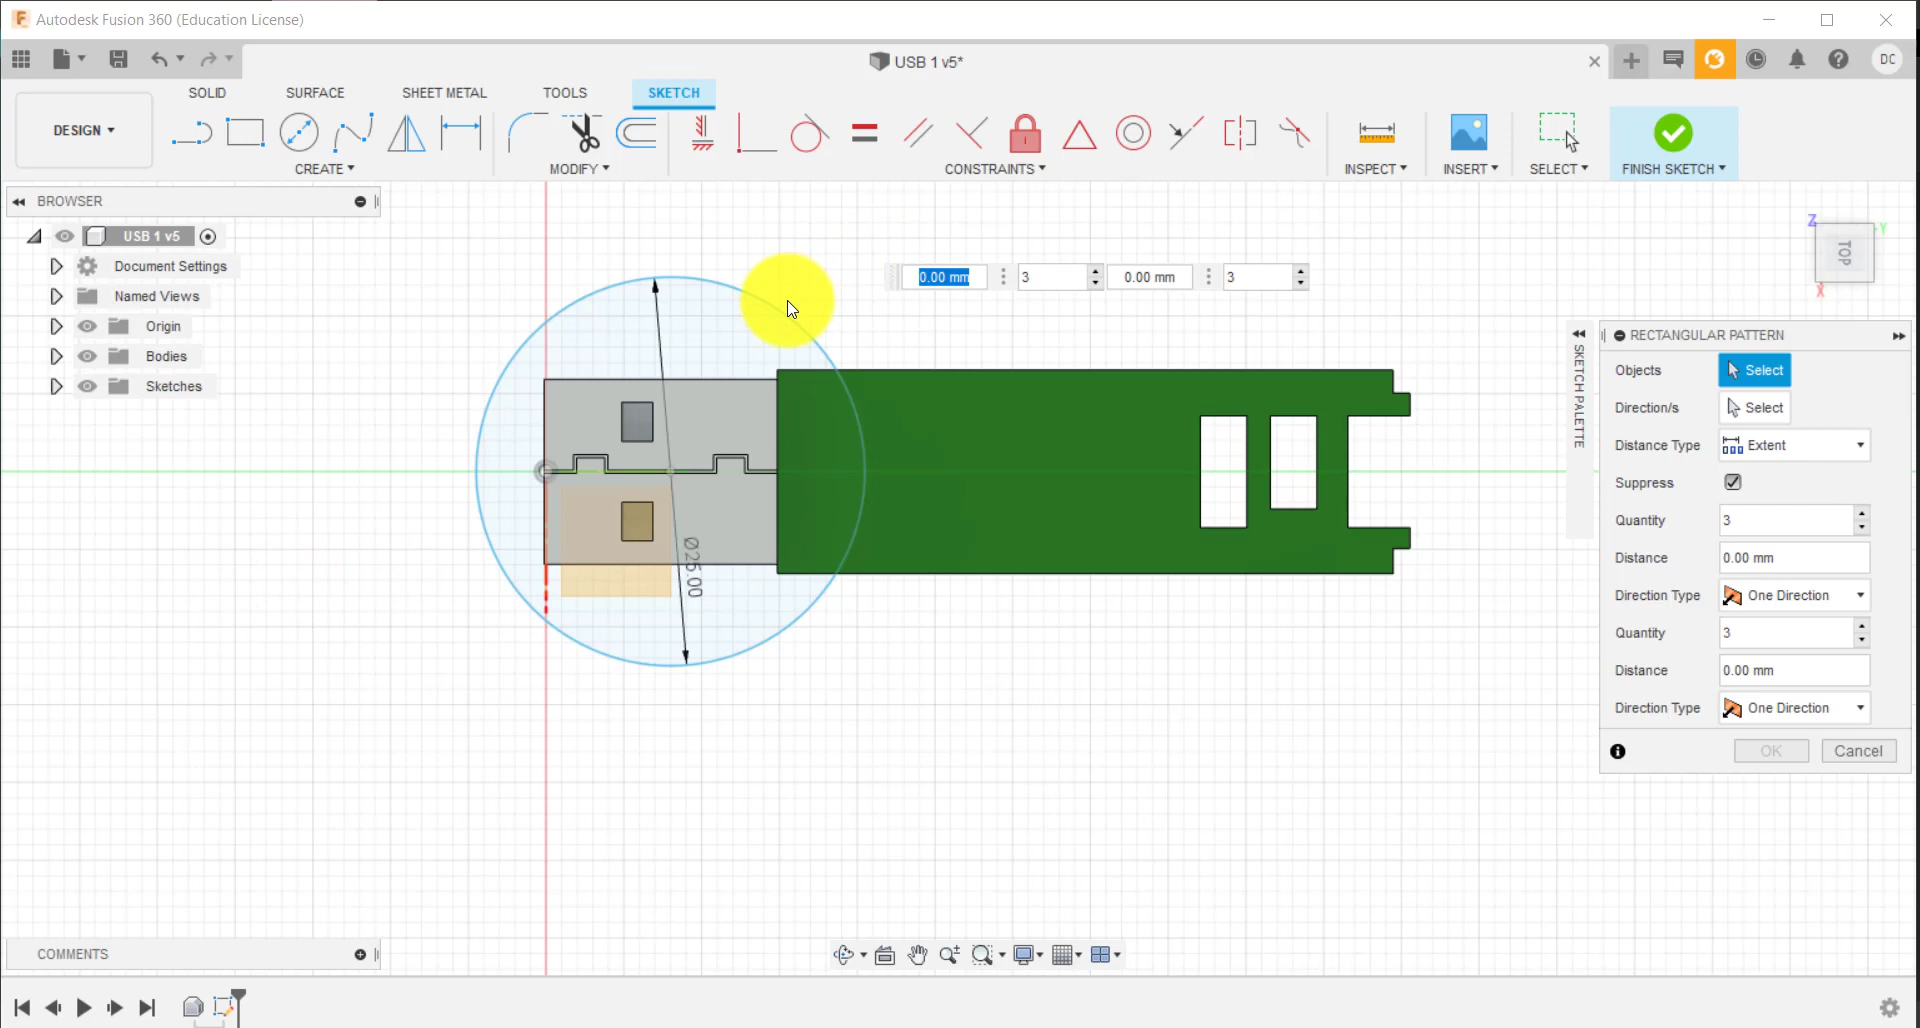 Autodesk Fusion 360 (Education License)
USB 1 v5*
DC
DESIGN
SOLID
SURFACE
SHEET METAL
TOOLS
SKETCH
CREATE
MODIFY
CONSTRAINTS
INSPECT
INSERT
SELECT
FINISH SKETCH
BROWSER
USB 1 v5
Document Settings
Named Views
Origin
Bodies
Sketches
0.00 mm
3
0.00 mm
3
Ø25.00
Z
Y
TOP
X
SKETCH PALETTE
RECTANGULAR PATTERN
Objects Select
Direction/s Select
Distance Type Extent
Suppress
Quantity 3
Distance 0.00 mm
Direction Type One Direction
Quantity 3
Distance 0.00 mm
Direction Type One Direction
OK Cancel
COMMENTS